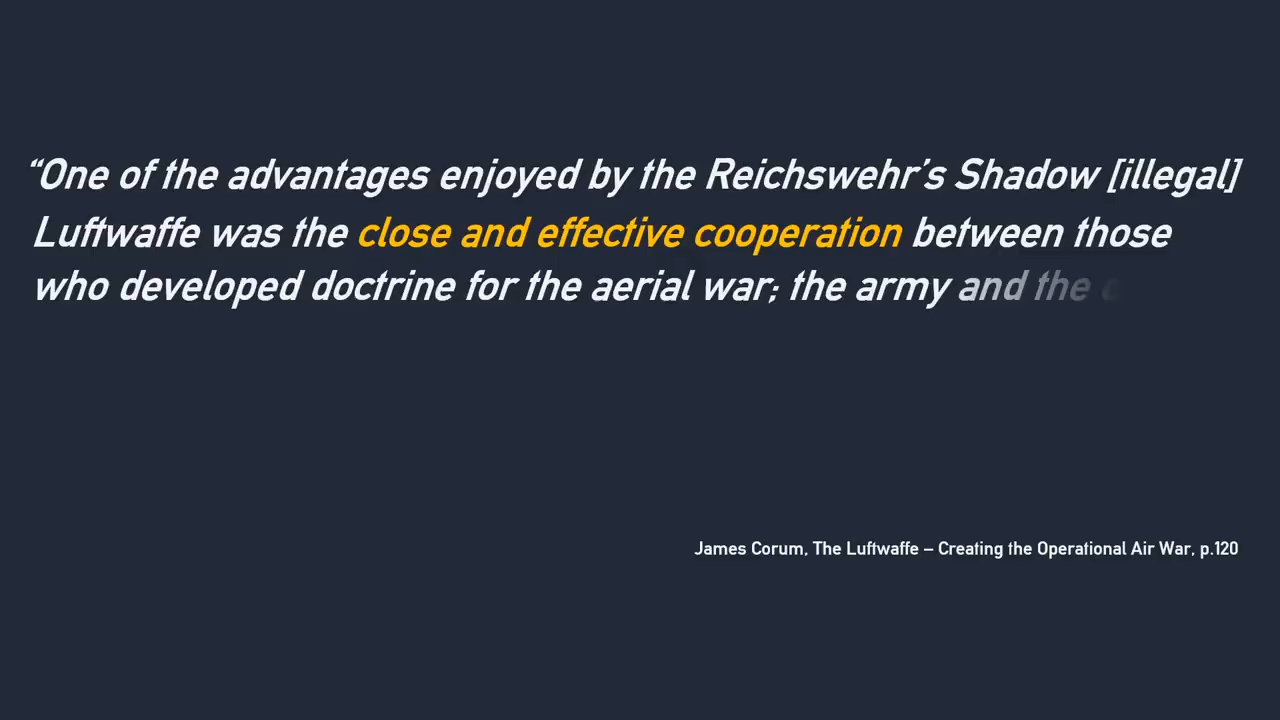 “One of the advantages enjoyed by the Reichswehr’s Shadow [illegal]
Luftwaffe was the close and effective cooperation between those
who developed doctrine for the aerial war; the army and the
James Corum, The Luftwaffe – Creating the Operational Air War, p.120